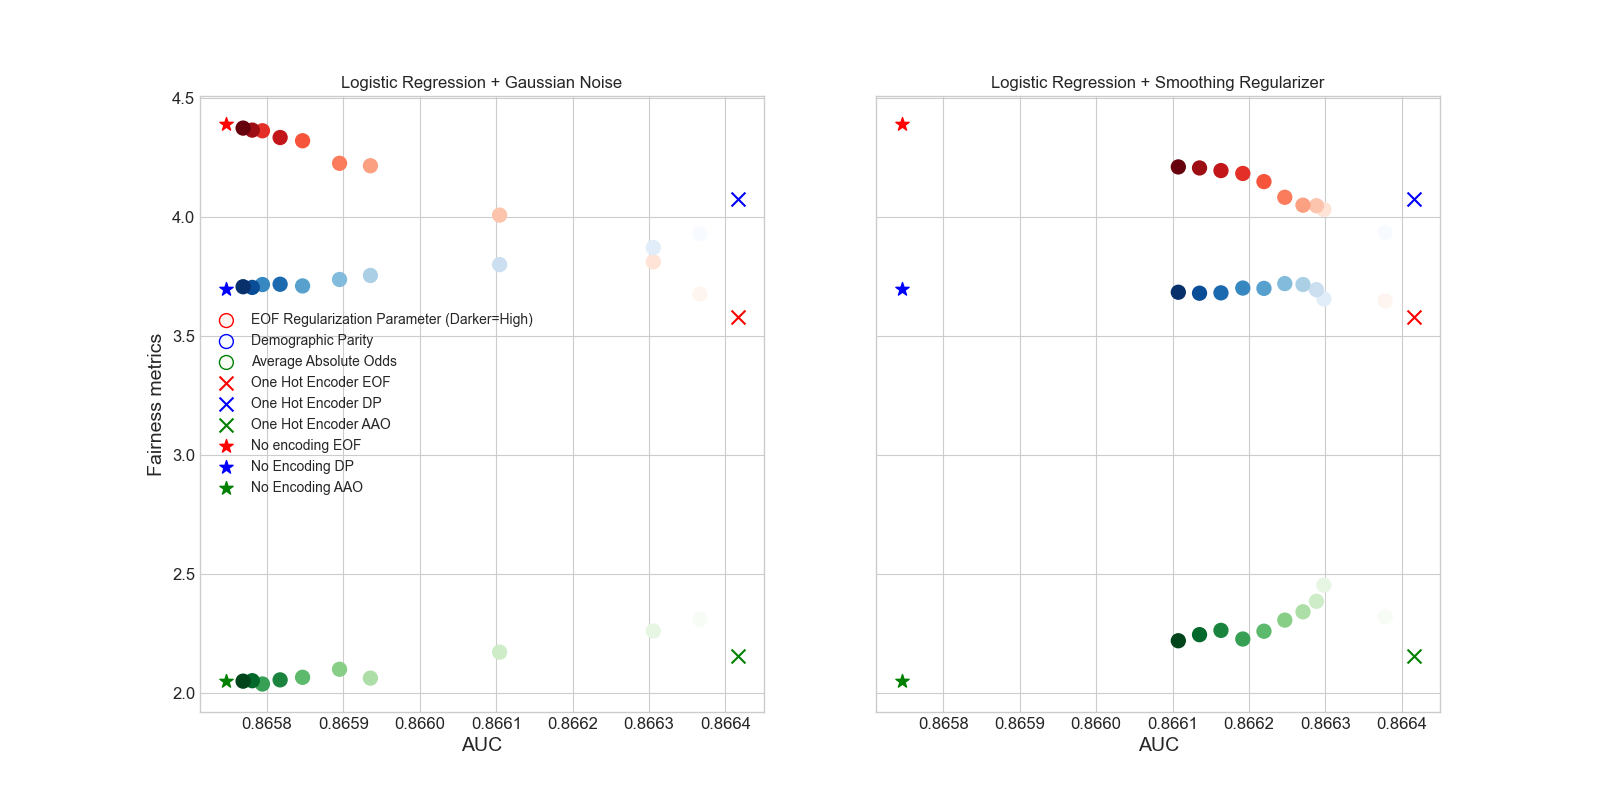 Logistic Regression + Gaussian Noise
Logistic Regression + Smoothing Regularizer
4.5
4.0
3.5
3.0
2.5
2.0
Fairness metrics
EOF Regularization Parameter (Darker=High)
Demographic Parity
Average Absolute Odds
One Hot Encoder EOF
One Hot Encoder DP
One Hot Encoder AAO
No encoding EOF
No Encoding DP
No Encoding AAO
0.8658 0.8659 0.8660 0.8661 0.8662 0.8663 0.8664
AUC
0.8658 0.8659 0.8660 0.8661 0.8662 0.8663 0.8664
AUC